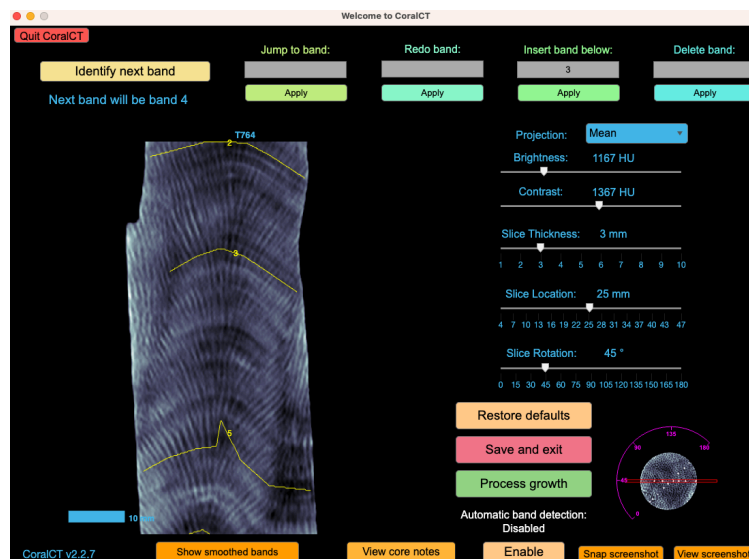 Welcome to CoralCT
Quit CoralCT
Jump to band:
Redo band:
Insert band below:
Delete band:
Identify next band
3
Apply
Apply
Apply
Apply
Next band will be band 4
T764
2
3
5
Projection:
Mean
Brightness:
1167 HU
Contrast:
1367 HU
Slice Thickness:
3 mm
1 2 3 4 5 6 7 8 9 10
Slice Location:
25 mm
4 7 10 13 16 19 22 25 28 31 34 37 40 43 47
Slice Rotation:
45 °
0 15 30 45 60 75 90 105 120 135 150 165 180
Restore defaults
Save and exit
Process growth
Automatic band detection:
Disabled
135
90
180
45
0
10
CoralCT v2.2.7
Show smoothed bands
View core notes
Enable
Snap screenshot
View screenshot